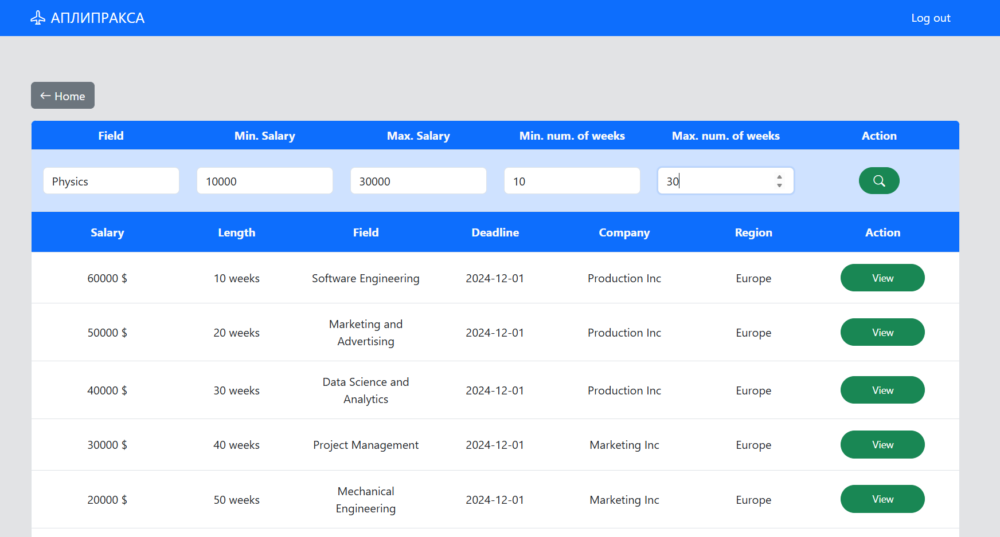 АПЛИПРАКСА Log out
Home
Field Min. Salary Max. Salary Min. num. of weeks Max. num. of weeks Action
Physics 10000 30000 10 30
Salary Length Field Deadline Company Region Action
60000 $ 10 weeks Software Engineering 2024-12-01 Production Inc Europe View
50000 $ 20 weeks Marketing and Advertising 2024-12-01 Production Inc Europe View
40000 $ 30 weeks Data Science and Analytics 2024-12-01 Production Inc Europe View
30000 $ 40 weeks Project Management 2024-12-01 Marketing Inc Europe View
20000 $ 50 weeks Mechanical Engineering 2024-12-01 Marketing Inc Europe View